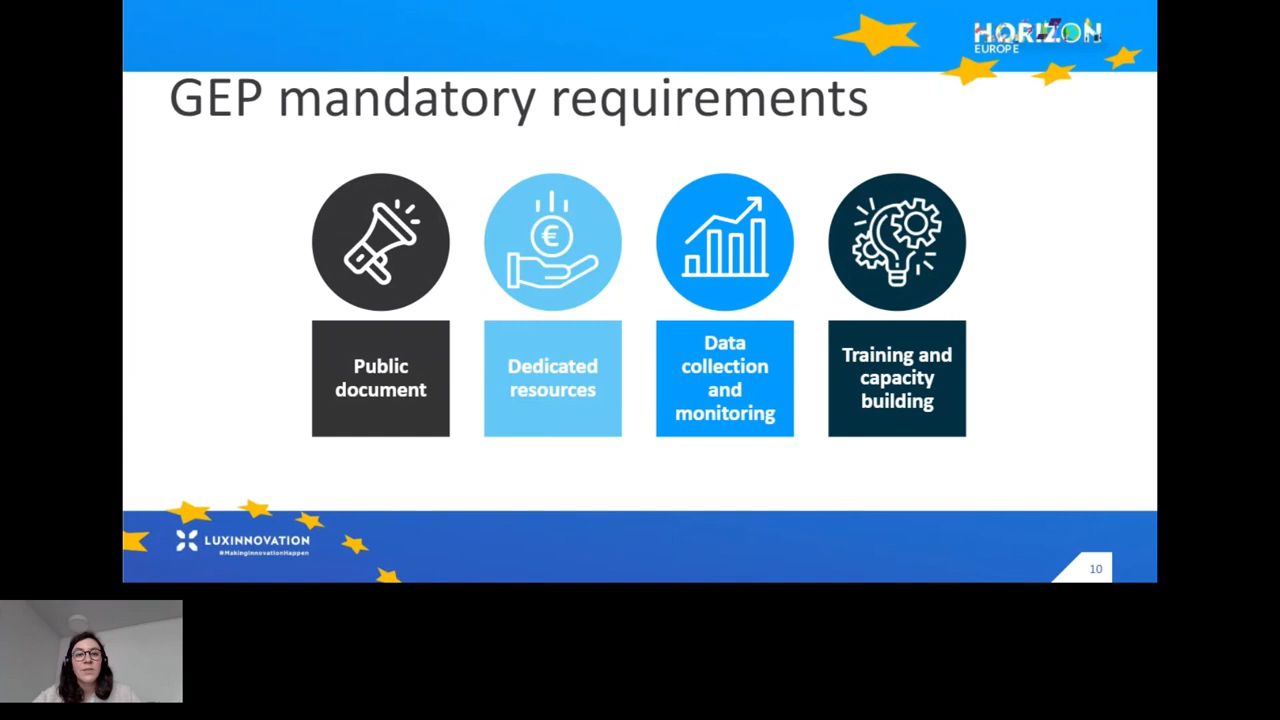 HORIZON
EUROPE
GEP mandatory requirements
€
Public
document
Dedicated
resources
Data
collection
and
monitoring
Training and
capacity
building
LUXINNOVATION
#MakingInnovationHappen
10